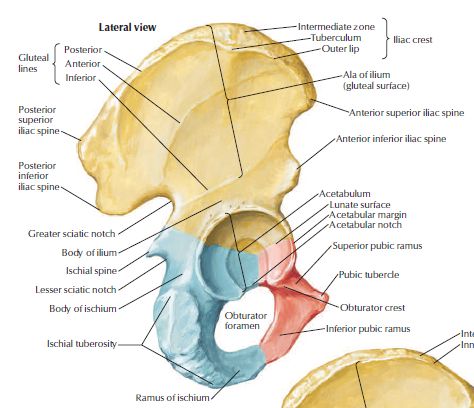 Lateral view
Intermediate zone
Tuberculum
Outer lip
Iliac crest
Gluteal
lines
Posterior
Anterior
Inferior
Ala of ilium
(gluteal surface)
Posterior
superior
iliac spine
Anterior superior iliac spine
Anterior inferior iliac spine
Posterior
inferior
iliac spine
Acetabulum
Lunate surface
Acetabular margin
Acetabular notch
Greater sciatic notch
Body of ilium
Superior pubic ramus
Ischial spine
Pubic tubercle
Lesser sciatic notch
Body of ischium
Obturator crest
Obturator
foramen
Inferior pubic ramus
Ischial tuberosity
Ramus of ischium